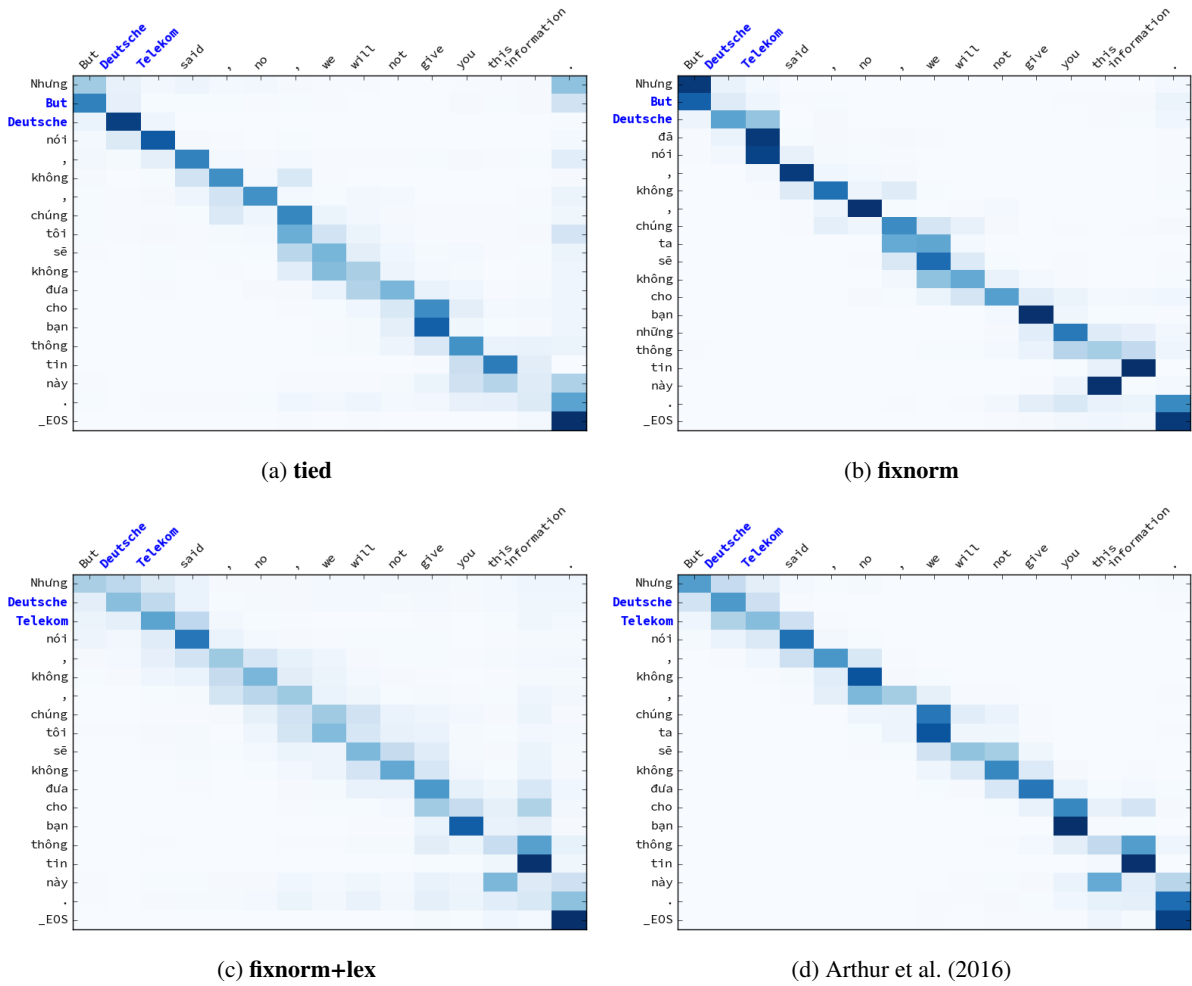 But Deutsche Telekom said , no , we will not give you this information .
Nhưng
But
Deutsche
nói
,
không
,
chúng
tôi
sẽ
không
đưa
cho
bạn
thông
tin
này
.
_EOS
(a) tied
But Deutsche Telekom said , no , we will not give you this information .
Nhưng
But
Deutsche
đã
nói
,
không
,
chúng
ta
sẽ
không
cho
bạn
những
thông
tin
này
.
_EOS
(b) fixnorm
But Deutsche Telekom said , no , we will not give you this information .
Nhưng
Deutsche
Telekom
nói
,
không
,
chúng
tôi
sẽ
không
đưa
cho
bạn
thông
tin
này
.
_EOS
(c) fixnorm+lex
But Deutsche Telekom said , no , we will not give you this information .
Nhưng
Deutsche
Telekom
nói
,
không
,
chúng
ta
sẽ
không
đưa
cho
bạn
thông
tin
này
.
_EOS
(d) Arthur et al. (2016)